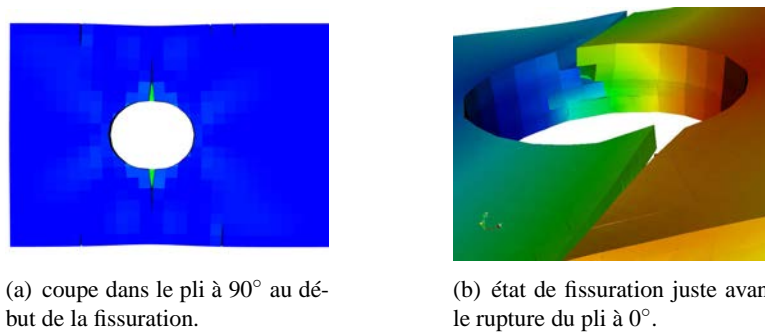 (a) coupe dans le pli à 90° au dé-
but de la fissuration.
(b) état de fissuration juste avan
le rupture du pli à 0°.